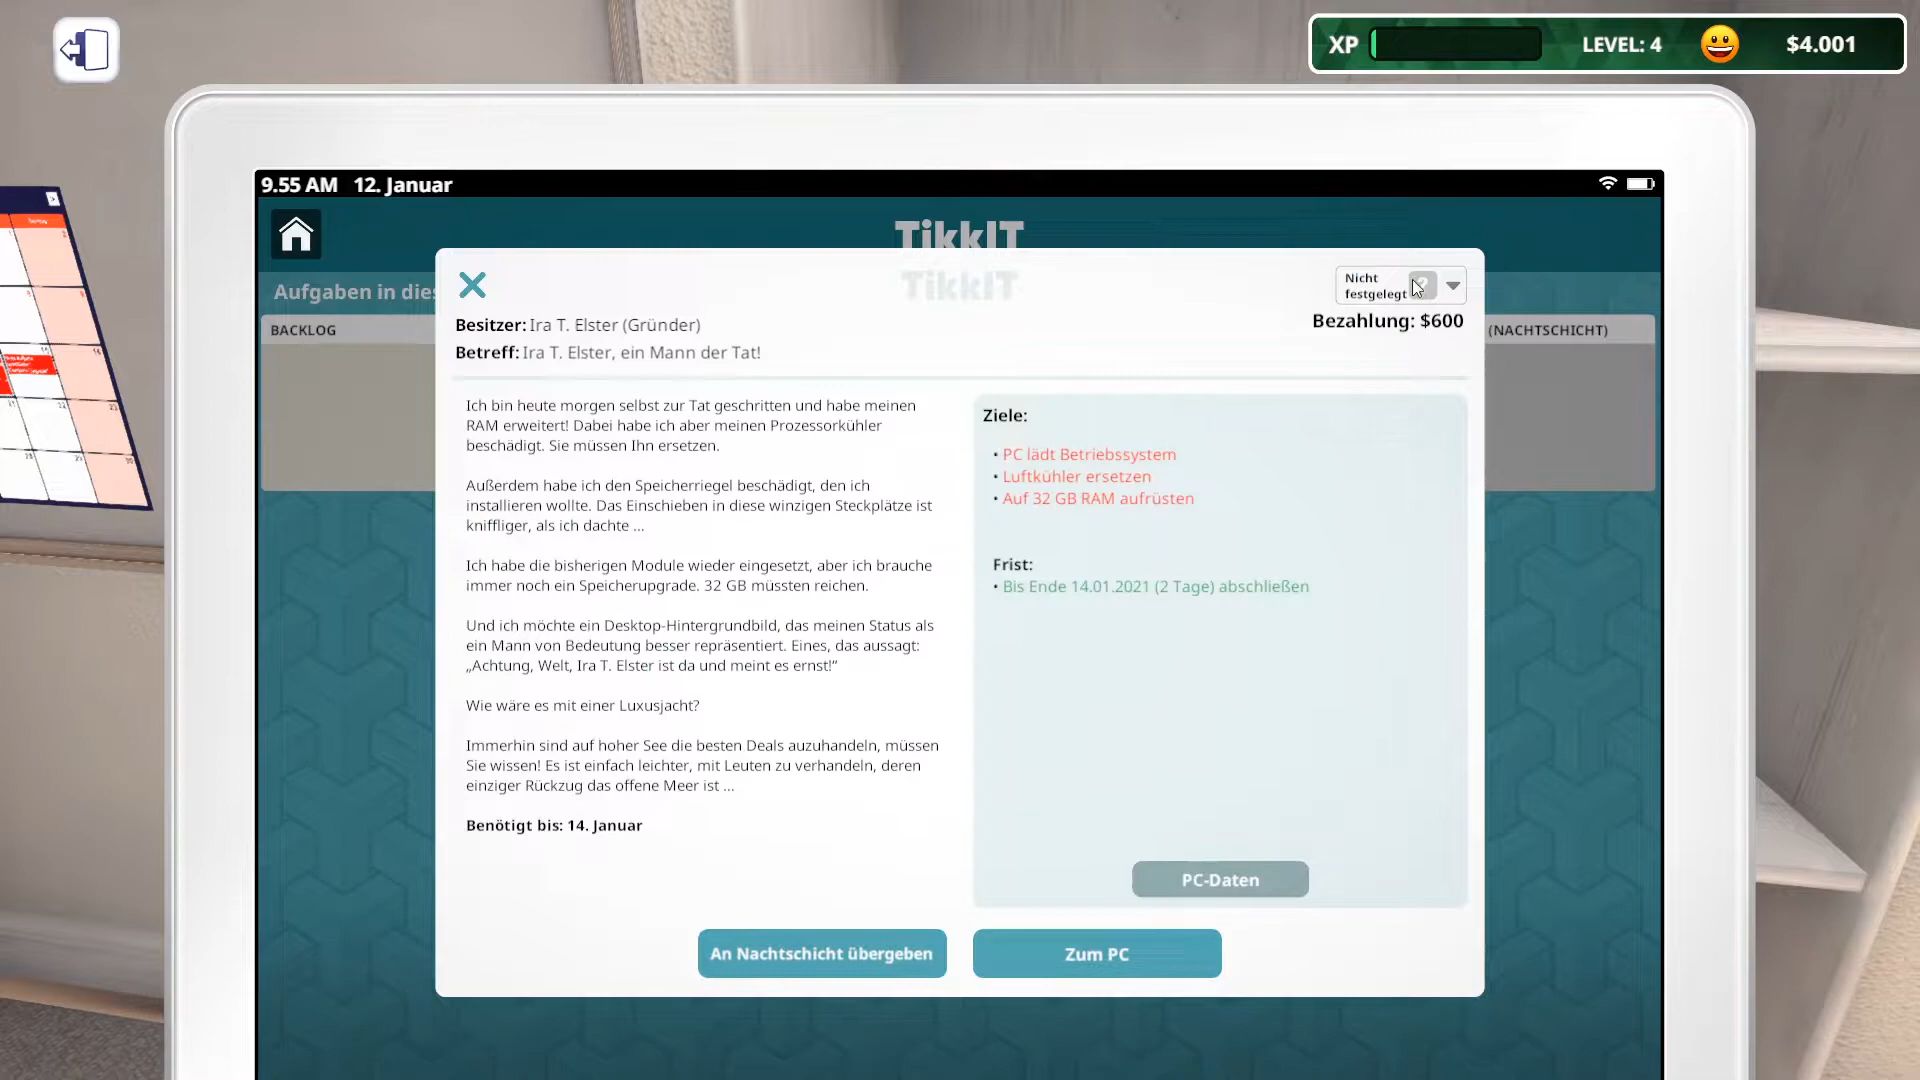 XP
LEVEL: 4
$4.001
9.55 AM 12. Januar
TikkIT
TikkIT
Aufgaben in dies
BACKLOG
(NACHTSCHICHT)
Nicht
festgelegt
Bezahlung: $600
Besitzer: Ira T. Elster (Gründer)
Betreff: Ira T. Elster, ein Mann der Tat!
Ich bin heute morgen selbst zur Tat geschritten und habe meinen
RAM erweitert! Dabei habe ich aber meinen Prozessorkühler
beschädigt. Sie müssen Ihn ersetzen.
Außerdem habe ich den Speicherriegel beschädigt, den ich
installieren wollte. Das Einschieben in diese winzigen Steckplätze ist
kniffliger, als ich dachte ...
Ich habe die bisherigen Module wieder eingesetzt, aber ich brauche
immer noch ein Speicherupgrade. 32 GB müssten reichen.
Und ich möchte ein Desktop-Hintergrundbild, das meinen Status als
ein Mann von Bedeutung besser repräsentiert. Eines, das aussagt:
„Achtung, Welt, Ira T. Elster ist da und meint es ernst!“
Wie wäre es mit einer Luxusjacht?
Immerhin sind auf hoher See die besten Deals auzuhandeln, müssen
Sie wissen! Es ist einfach leichter, mit Leuten zu verhandeln, deren
einziger Rückzug das offene Meer ist ...
Benötigt bis: 14. Januar
Ziele:
• PC lädt Betriebssystem
• Luftkühler ersetzen
• Auf 32 GB RAM aufrüsten
Frist:
• Bis Ende 14.01.2021 (2 Tage) abschließen
PC-Daten
An Nachtschicht übergeben
Zum PC